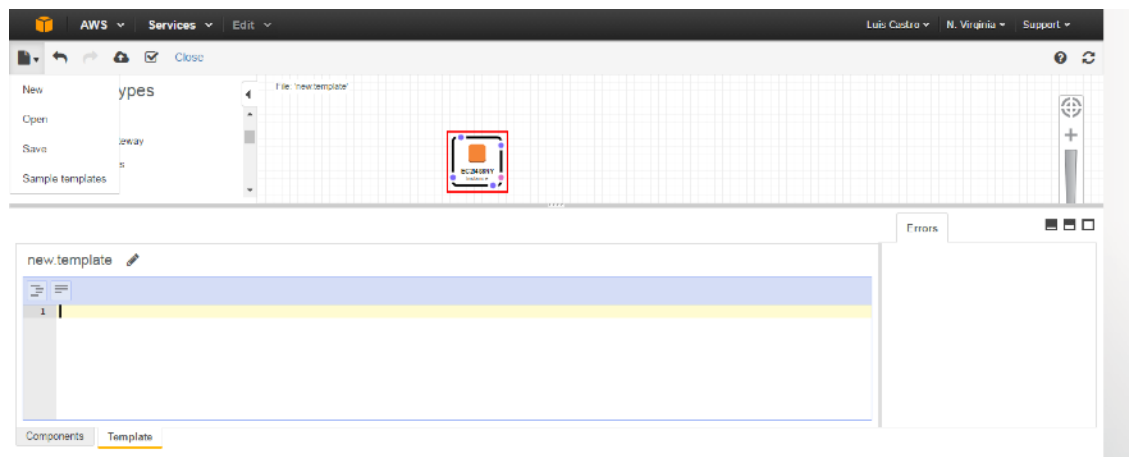 AWS Services Edit Luis Castro N. Virginia Support
Close
New
Open
Save
Sample templates
ypes
eway
s
File: 'new.template'
Instance
Errors
new.template
1
Components Template